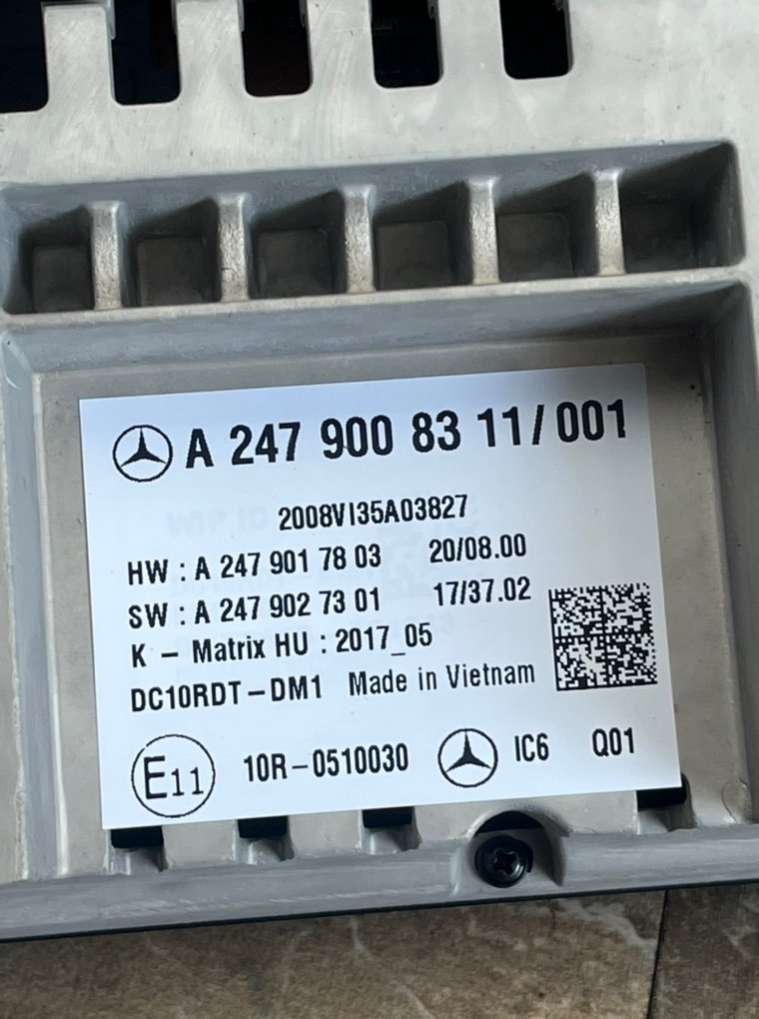 A 247 900 83 11/001
2008VI35A03827
HW : A 247 901 78 03 20/08.00
SW : A 247 902 73 01 17/37.02
K - Matrix HU : 2017_05
DC10RDT-DM1 Made in Vietnam
E11 10R-0510030 IC6 Q01